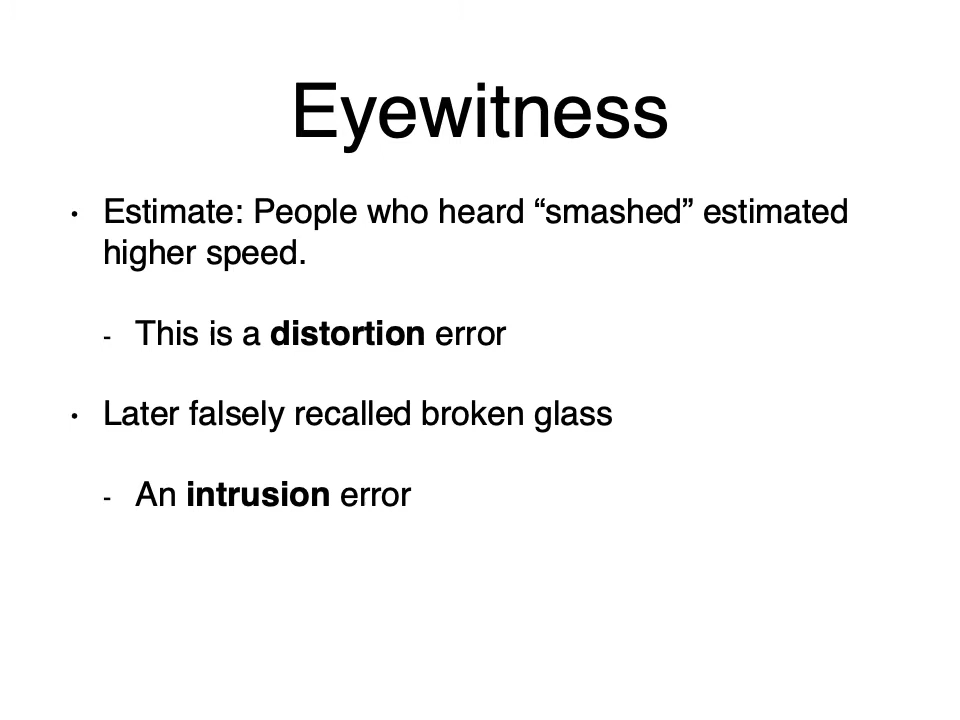 Eyewitness
• Estimate: People who heard “smashed” estimated
higher speed.
- This is a distortion error
• Later falsely recalled broken glass
- An intrusion error